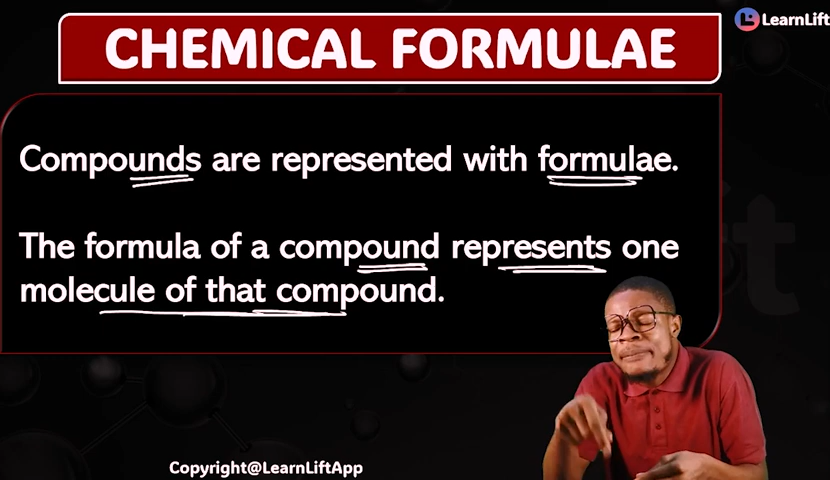 CHEMICAL FORMULAE
LearnLift
Compounds are represented with formulae.
The formula of a compound represents one
molecule of that compound.
Copyright@LearnLiftApp